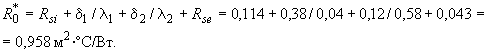 R₀* = Rsi + δ₁ / λ₁ + δ₂ / λ₂ + Rse = 0,114 + 0,38 / 0,04 + 0,12 / 0,58 + 0,043 =
= 0,958 м²·°С/Вт.